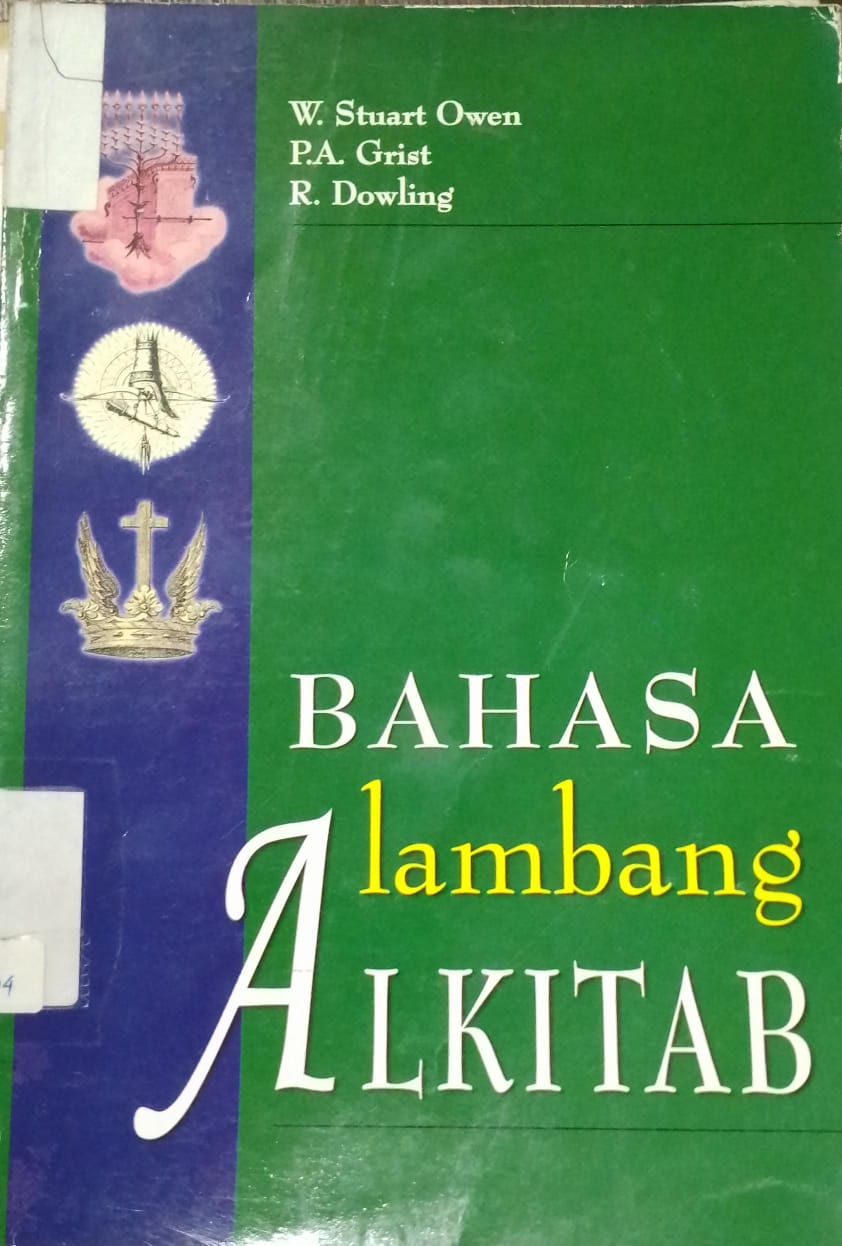 W. Stuart Owen
P.A. Grist
R. Dowling
BAHASA
lambang
ALKITAB